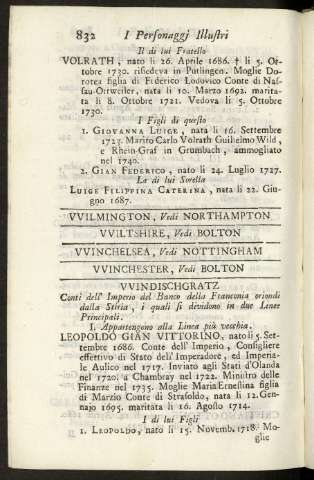 832 I Personaggi Illustri
Il di lui Fratello
VOLRATH, nato li 26. Aprile 1686. † li 5. Ot-
tobre 1730. risiedeva in Putlingen. Moglie Do-
rotea figlia di Federico Lodovico Conte di Nas-
sau-Ottweiler, nata li 10. Marzo 1692. marita-
ta li 8. Ottobre 1721. Vedova li 5. Ottobre
1730.
I Figli di questo
1. GIOVANNA LUIGE, nata li 16. Settembre
1723. Marito Carlo Volrath Guilhelmo Wild,
e Rhein-Graf in Grumbach, ammogliato
nel 1740.
2. GIAN FEDERICO, nato li 24. Luglio 1727.
La di lui Sorella
LUIGE FILIPPINA CATERINA, nata li 22. Giu-
gno 1687.
VVILMINGTON, Vedi NORTHAMPTON
VVILTSHIRE, Vedi BOLTON
VVINCHELSEA, Vedi NOTTINGHAM
VVINCHESTER, Vedi BOLTON
VVINDISCHGRATZ
Conti dell' Imperio del Banco della Franconia oriondi
dalla Stiria, i quali si devidono in due Linee
Principali.
I. Appartengono alla Linea più vecchia.
LEOPOLDO GIAN VITTORINO, nato li 5. Set-
tembre 1686. Conte dell' Imperio, Consigliere
effettivo di Stato dell' Imperadore, ed Imperia-
le Aulico nel 1717. Inviato agli Stati d'Olanda
nel 1720. a Chambray nel 1722. Ministro delle
Finanze nel 1735. Moglie Maria Ernestina figlia
di Marzio Conte di Strasoldo, nata li 12. Gen-
najo 1695. maritata li 16. Agosto 1714.
I di lui Figli
1. LEOPOLDO, nato li 15. Novemb. 1718. Mo-
glie